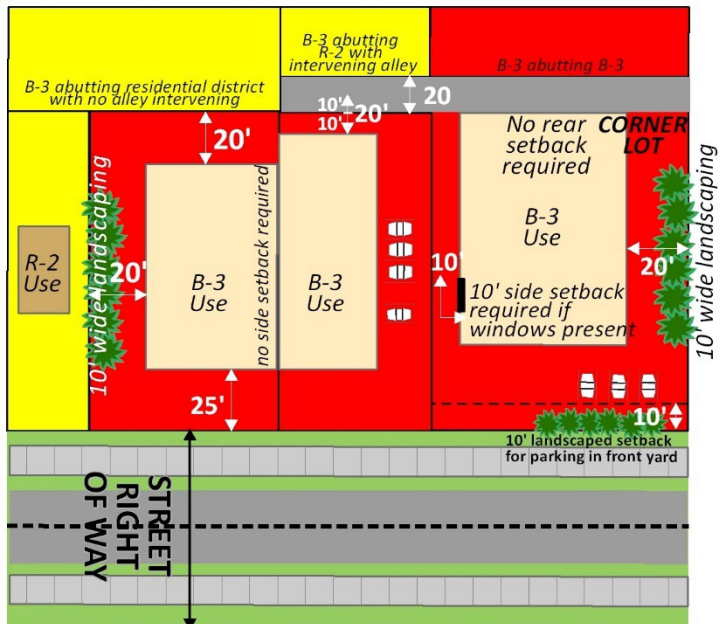 B-3 abutting
R-2 with
intervening alley
B-3 abutting residential district
with no alley intervening
B-3 abutting B-3
20
10'
20'
10'
20'
No rear
setback
required
CORNER
LOT
10' wide landscaping
R-2
Use
20'
B-3
Use
no side setback required
B-3
Use
B-3
Use
10'
10' side setback
required if
windows present
20'
10' wide landscaping
25'
10'
10' landscaped setback
for parking in front yard
STREET
RIGHT
OF WAY